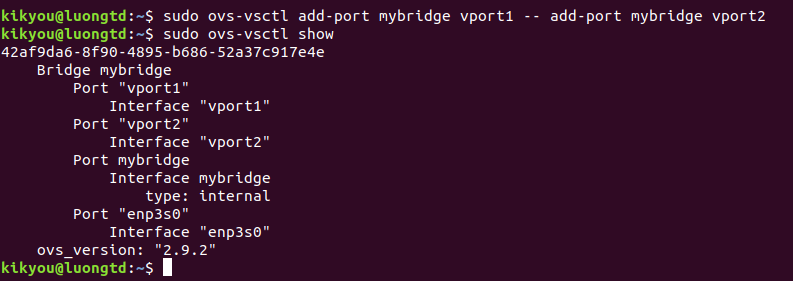 kikyou@luongtd:~$ sudo ovs-vsctl add-port mybridge vport1 -- add-port mybridge vport2
kikyou@luongtd:~$ sudo ovs-vsctl show
42af9da6-8f90-4895-b686-52a37c917e4e
    Bridge mybridge
        Port "vport1"
            Interface "vport1"
        Port "vport2"
            Interface "vport2"
        Port mybridge
            Interface mybridge
                type: internal
        Port "enp3s0"
            Interface "enp3s0"
    ovs_version: "2.9.2"
kikyou@luongtd:~$